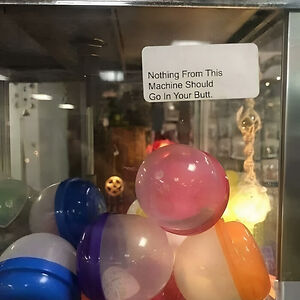 Nothing From This
Machine Should
Go In Your Butt.